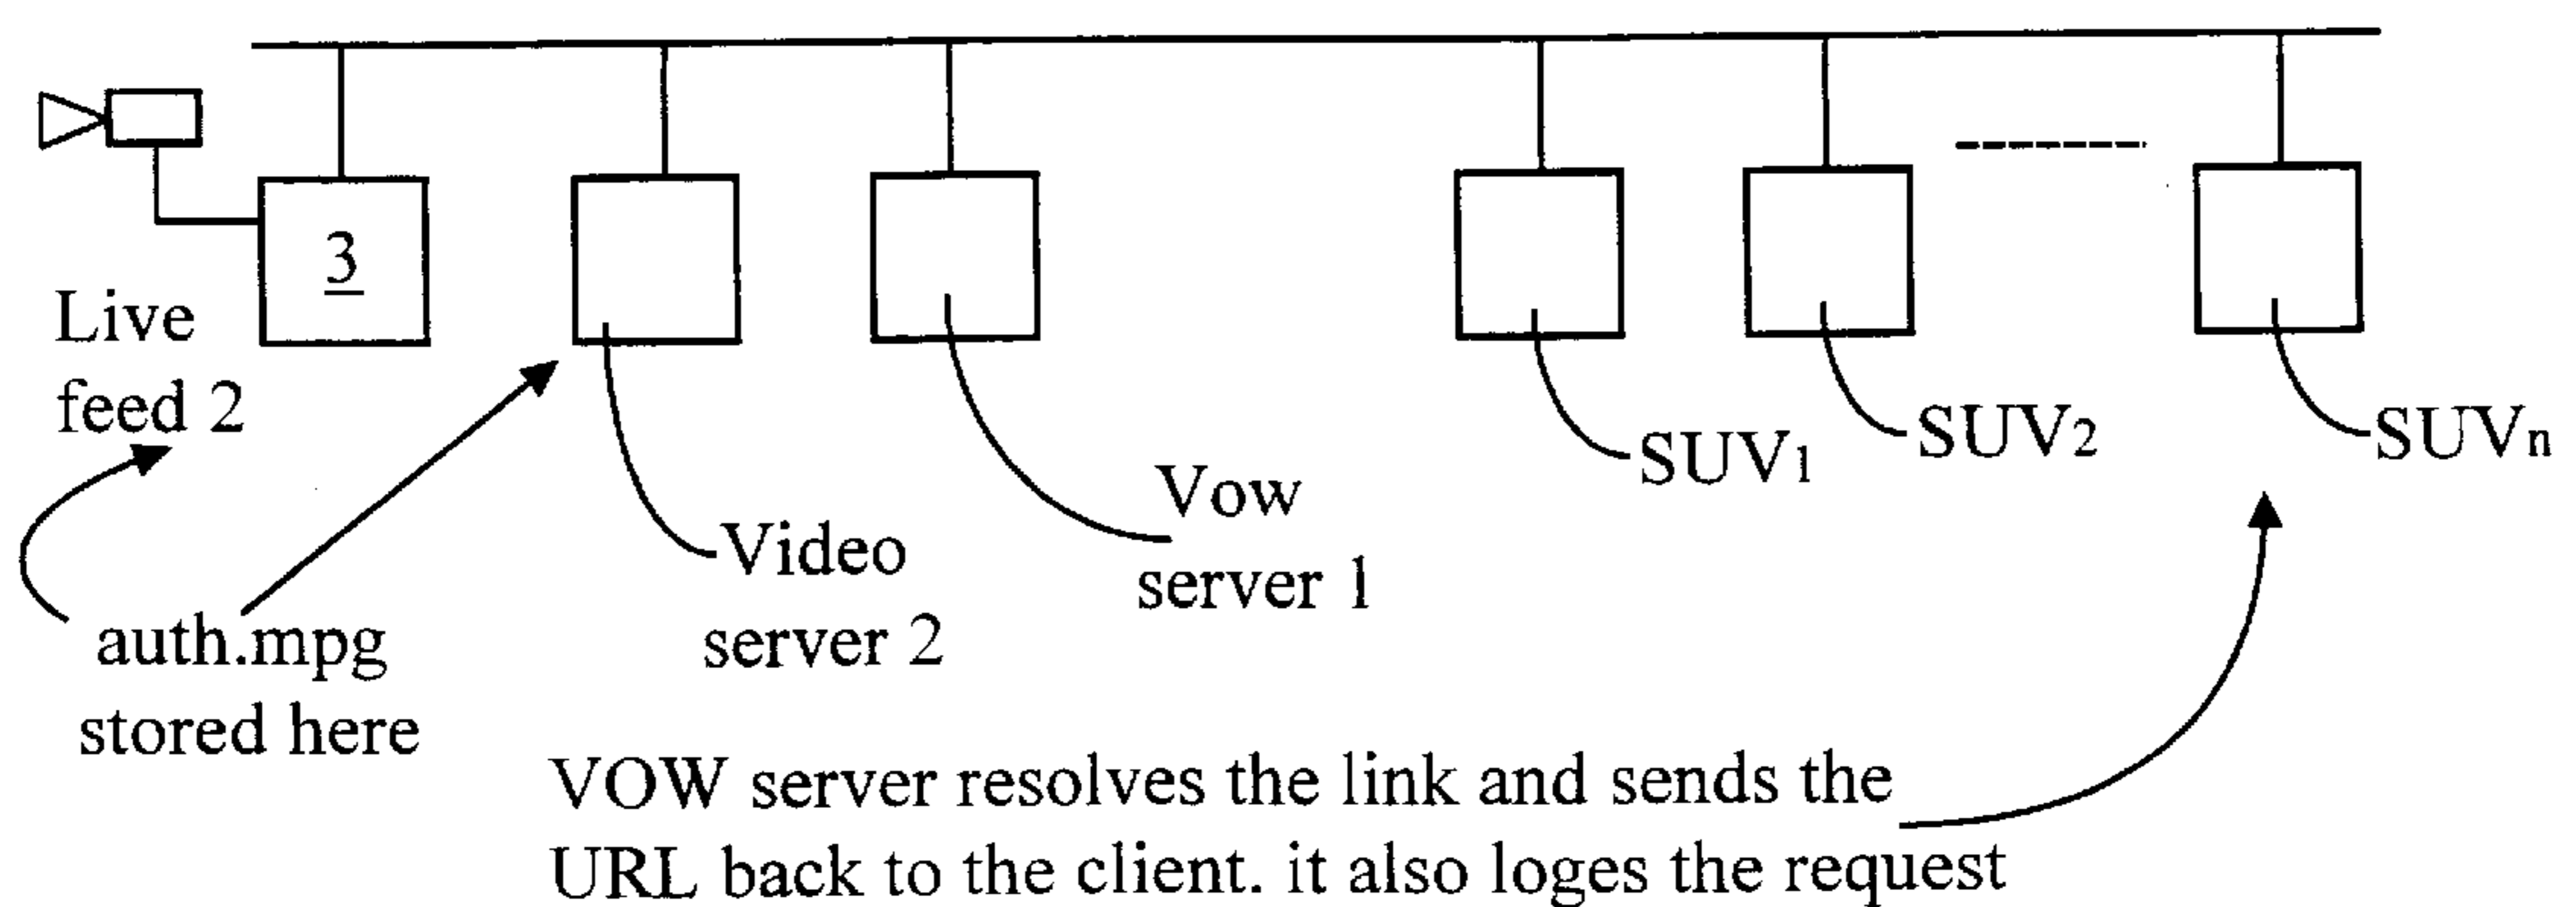 3
Live
feed 2
auth.mpg
stored here
Video
server 2
Vow
server 1
SUV1
SUV2
SUVn
VOW server resolves the link and sends the
URL back to the client. it also loges the request